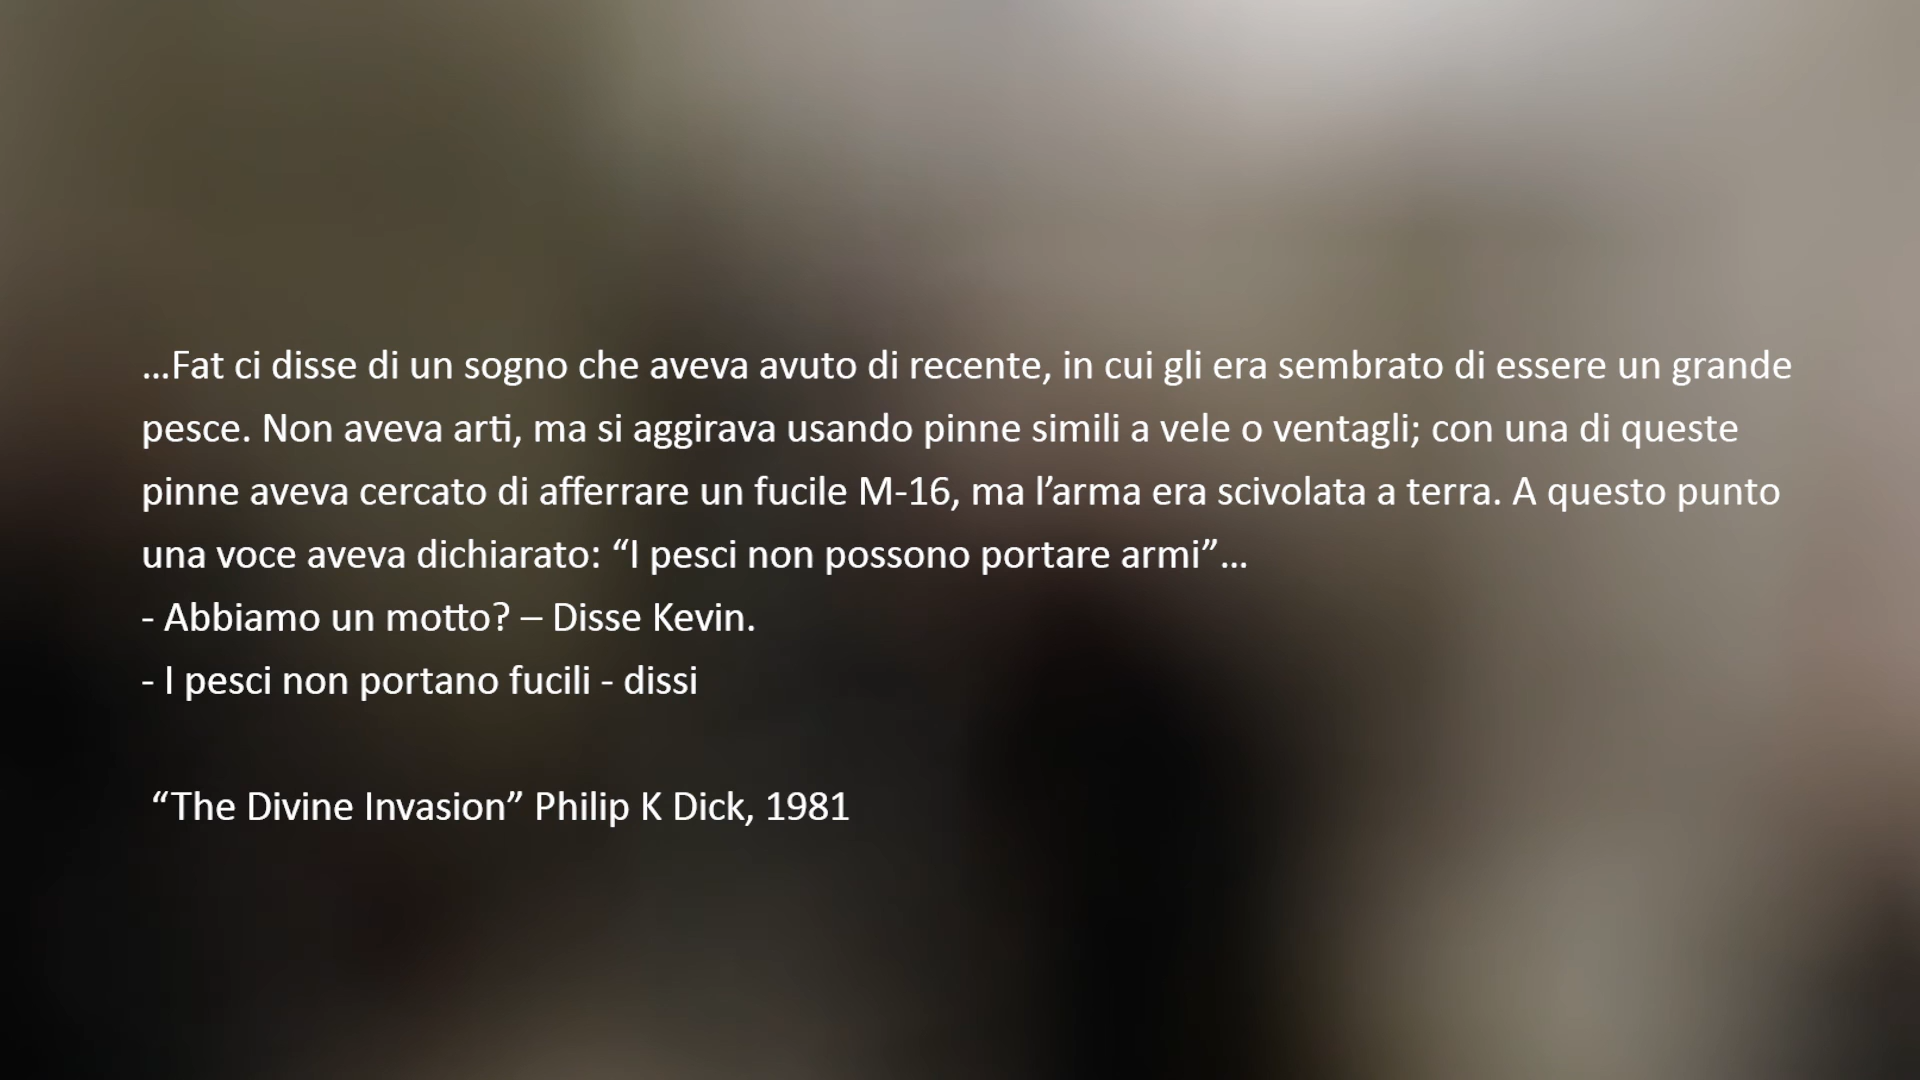 …Fat ci disse di un sogno che aveva avuto di recente, in cui gli era sembrato di essere un grande
pesce. Non aveva arti, ma si aggirava usando pinne simili a vele o ventagli; con una di queste
pinne aveva cercato di afferrare un fucile M-16, ma l’arma era scivolata a terra. A questo punto
una voce aveva dichiarato: “I pesci non possono portare armi”…
- Abbiamo un motto? – Disse Kevin.
- I pesci non portano fucili - dissi
“The Divine Invasion” Philip K Dick, 1981